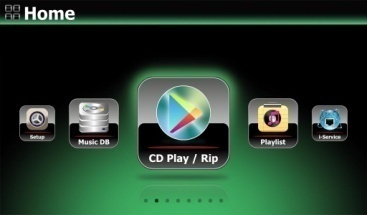 Home
Setup
Music DB
CD Play / Rip
Playlist
i-Service